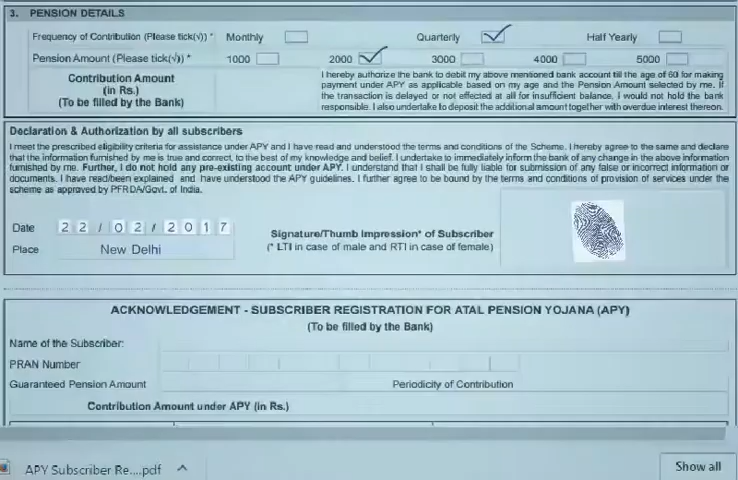 3. PENSION DETAILS
Frequency of Contribution (Please tick(√)) * Monthly Quarterly Half Yearly
Pension Amount (Please tick(√)) * 1000 2000 3000 4000 5000
Contribution Amount
(in Rs.)
(To be filled by the Bank)
I hereby authorize the bank to debit my above mentioned bank account till the age of 60 for making
payment under APY as applicable based on my age and the Pension Amount selected by me. If
the transaction is delayed or not effected at all for insufficient balance, I would not hold the bank
responsible. I also undertake to deposit the additional amount together with overdue interest thereon.
Declaration & Authorization by all subscribers
I meet the prescribed eligibility criteria for assistance under APY and I have read and understood the terms and conditions of the Scheme. I hereby agree to the same and declare
that the information furnished by me is true and correct, to the best of my knowledge and belief. I undertake to immediately inform the bank of any change in the above information
furnished by me. Further, I do not hold any pre-existing account under APY. I understand that I shall be fully liable for submission of any false or incorrect information or
documents. I have read/been explained and have understood the APY guidelines. I further agree to be bound by the terms and conditions of provision of services under the
scheme as approved by PFRDA/Govt. of India.
Date 22/02/2017
Place New Delhi
Signature/Thumb Impression* of Subscriber
(* LTI in case of male and RTI in case of female)
ACKNOWLEDGEMENT - SUBSCRIBER REGISTRATION FOR ATAL PENSION YOJANA (APY)
(To be filled by the Bank)
Name of the Subscriber:
PRAN Number
Guaranteed Pension Amount Periodicity of Contribution
Contribution Amount under APY (in Rs.)
APY Subscriber Re....pdf Show all